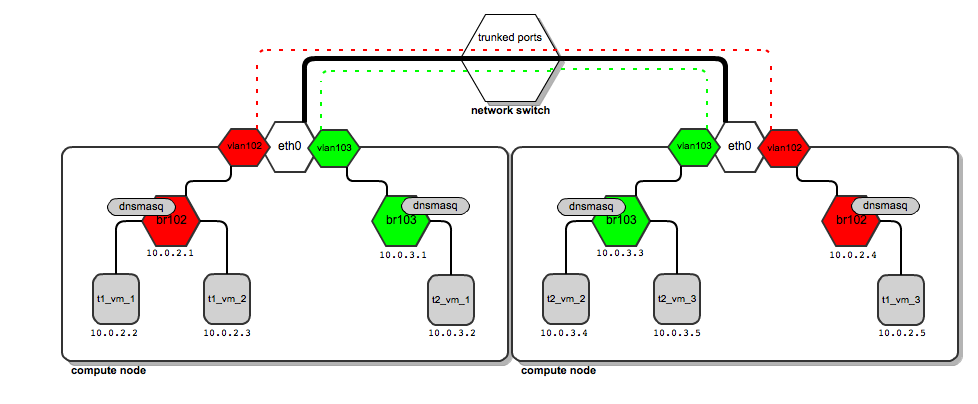 trunked ports
network switch
vlan102
eth0
vlan103
vlan103
eth0
vlan102
dnsmasq
br102
10.0.2.1
dnsmasq
br103
10.0.3.1
dnsmasq
br103
10.0.3.3
dnsmasq
br102
10.0.2.4
t1_vm_1
t1_vm_2
t2_vm_1
t2_vm_2
t2_vm_3
t1_vm_3
10.0.2.2
10.0.2.3
10.0.3.2
10.0.3.4
10.0.3.5
10.0.2.5
compute node
compute node